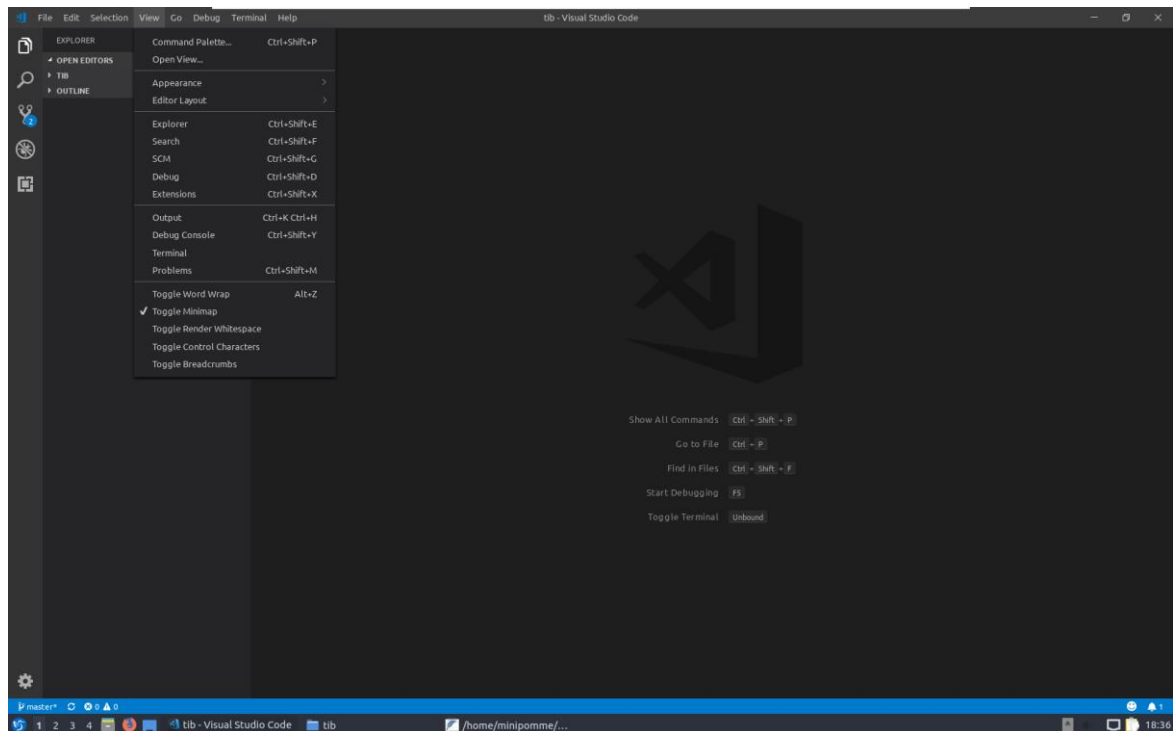 File Edit Selection View Go Debug Terminal Help
tib - Visual Studio Code
EXPLORER
OPEN EDITORS
TIB
OUTLINE
2
Command Palette... Ctrl+Shift+P
Open View...
Appearance
Editor Layout
Explorer Ctrl+Shift+E
Search Ctrl+Shift+F
SCM Ctrl+Shift+G
Debug Ctrl+Shift+D
Extensions Ctrl+Shift+X
Output Ctrl+K Ctrl+H
Debug Console Ctrl+Shift+Y
Terminal
Problems Ctrl+Shift+M
Toggle Word Wrap Alt+Z
Toggle Minimap
Toggle Render Whitespace
Toggle Control Characters
Toggle Breadcrumbs
Show All Commands Ctrl + Shift + P
Go to File Ctrl + P
Find in Files Ctrl + Shift + F
Start Debugging F5
Toggle Terminal Unbound
master* 0 0 1
1 2 3 4 tib - Visual Studio Code tib /home/minipomme/... 18:36